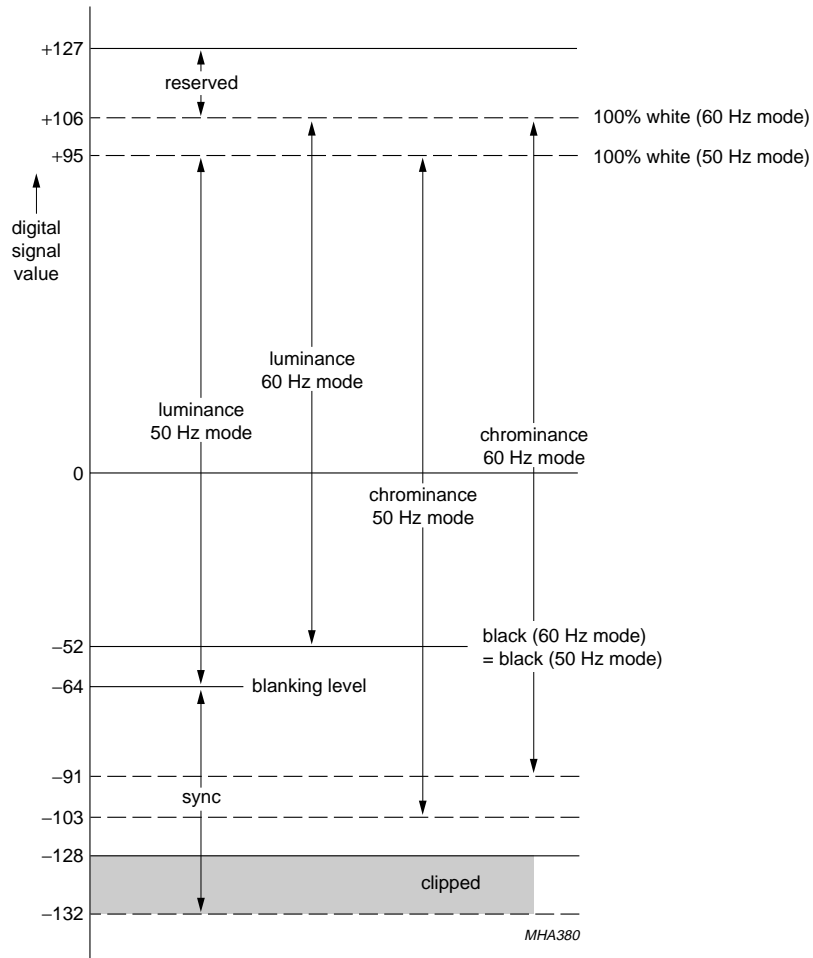 +127
reserved
+106
100% white (60 Hz mode)
+95
100% white (50 Hz mode)
digital
signal
value
luminance
60 Hz mode
luminance
50 Hz mode
chrominance
60 Hz mode
0
chrominance
50 Hz mode
−52
black (60 Hz mode)
= black (50 Hz mode)
−64
blanking level
−91
sync
−103
−128
clipped
−132
MHA380